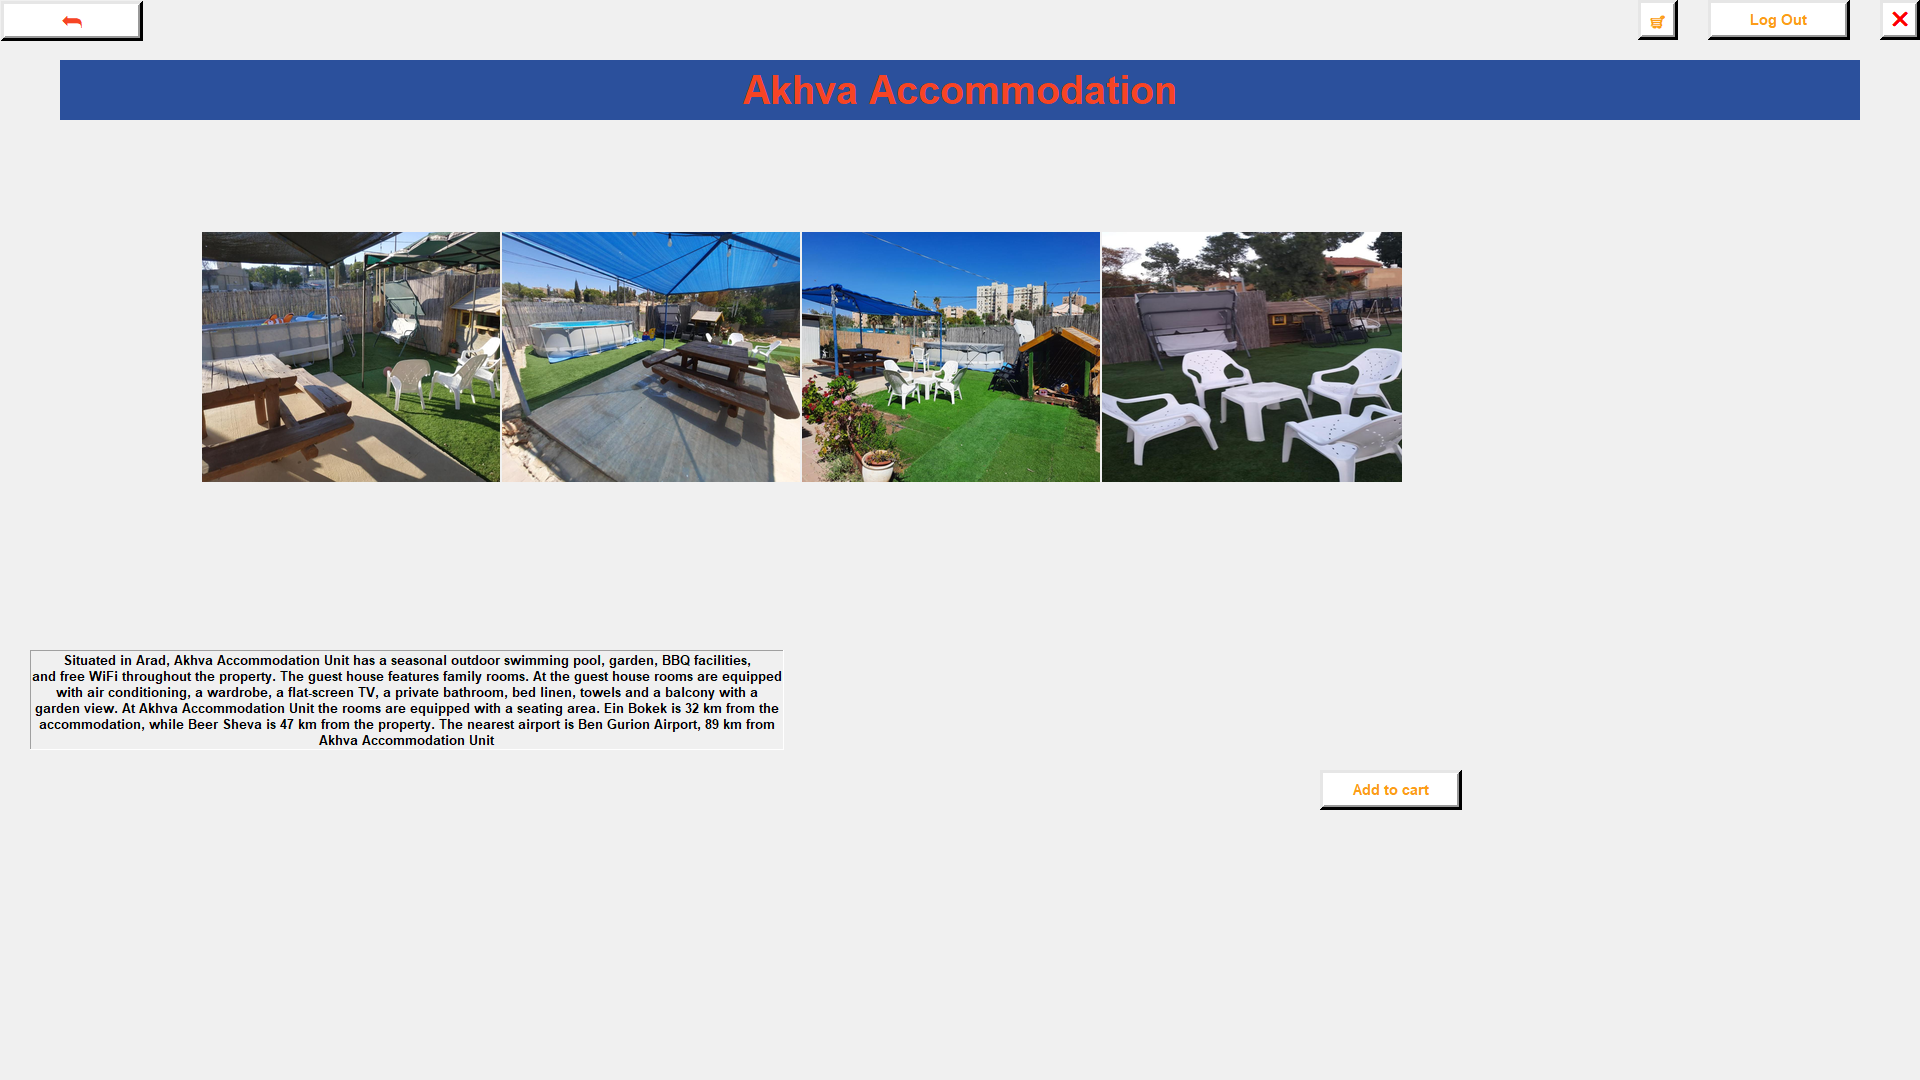 Log Out
Akhva Accommodation
Situated in Arad, Akhva Accommodation Unit has a seasonal outdoor swimming pool, garden, BBQ facilities,
and free WiFi throughout the property. The guest house features family rooms. At the guest house rooms are equipped
with air conditioning, a wardrobe, a flat-screen TV, a private bathroom, bed linen, towels and a balcony with a
garden view. At Akhva Accommodation Unit the rooms are equipped with a seating area. Ein Bokek is 32 km from the
accommodation, while Beer Sheva is 47 km from the property. The nearest airport is Ben Gurion Airport, 89 km from
Akhva Accommodation Unit
Add to cart